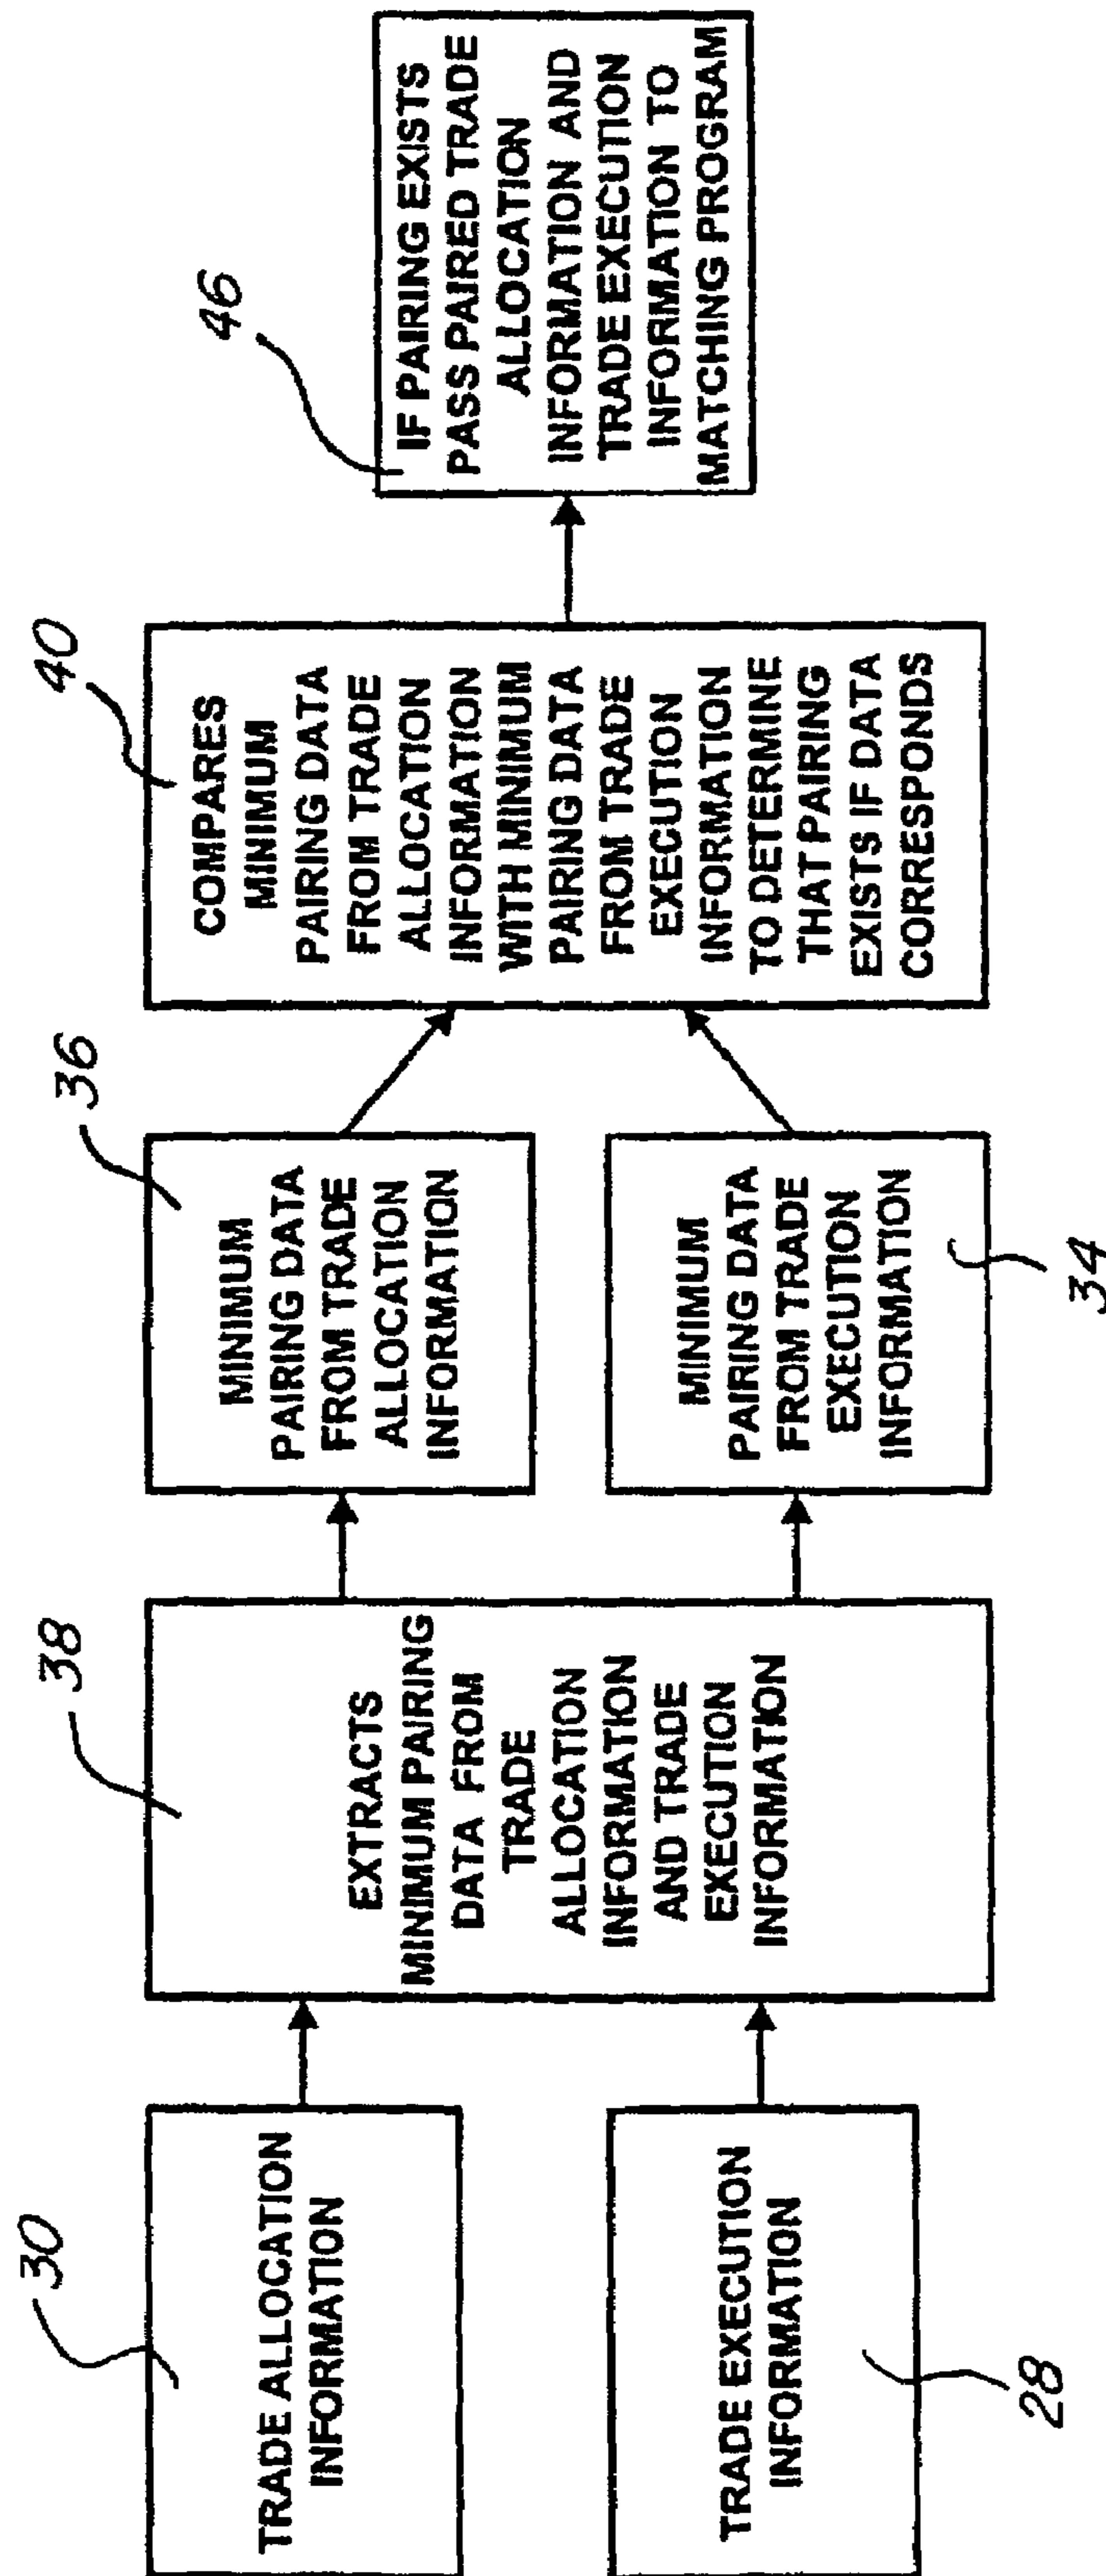 30
TRADE ALLOCATION
INFORMATION
TRADE EXECUTION
INFORMATION
28
38
EXTRACTS
MINIMUM PAIRING
DATA FROM
TRADE
ALLOCATION
INFORMATION
AND TRADE
EXECUTION
INFORMATION
36
MINIMUM
PAIRING DATA
FROM TRADE
ALLOCATION
INFORMATION
MINIMUM
PAIRING DATA
FROM TRADE
EXECUTION
INFORMATION
34
40
COMPARES
MINIMUM
PAIRING DATA
FROM TRADE
ALLOCATION
INFORMATION
WITH MINIMUM
PAIRING DATA
FROM TRADE
EXECUTION
INFORMATION
TO DETERMINE
THAT PAIRING
EXISTS IF DATA
CORRESPONDS
46
IF PAIRING EXISTS
PASS PAIRED TRADE
ALLOCATION
INFORMATION AND
TRADE EXECUTION
INFORMATION TO
MATCHING PROGRAM